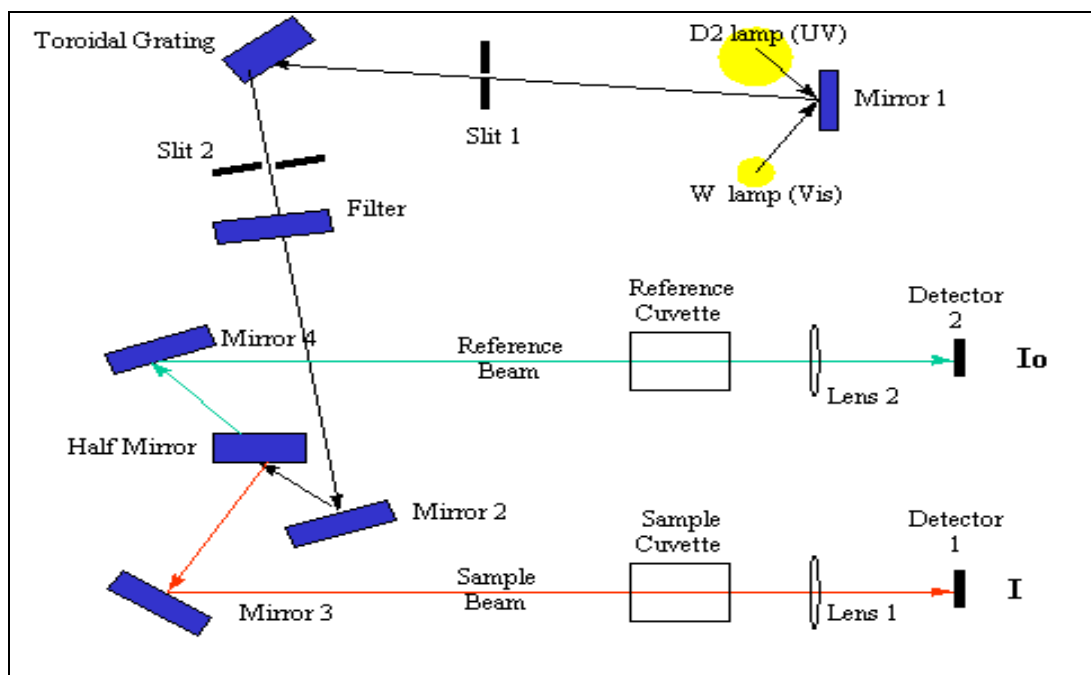 Toroidal Grating
D2 lamp (UV)
Mirror 1
Slit 1
Slit 2
W lamp (Vis)
Filter
Reference
Cuvette
Detector
2
Mirror 4
Reference
Beam
Io
Lens 2
Half Mirror
Mirror 2
Sample
Cuvette
Detector
1
Sample
Beam
I
Mirror 3
Lens 1